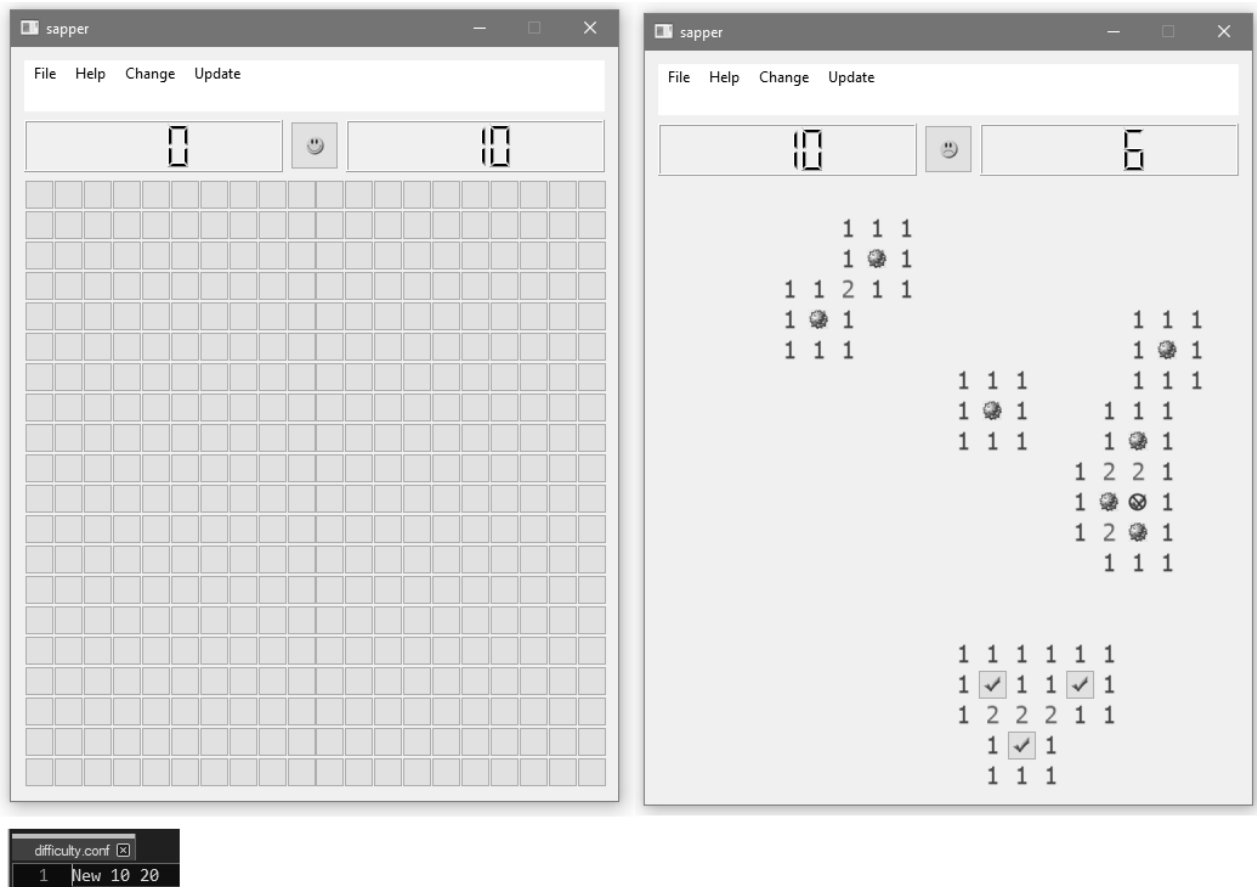 sapper
File Help Change Update
0 10
sapper
File Help Change Update
10 6
1 1 1
1 1
1 1 2 1 1
1 1 1 1 1
1 1 1 1 1
1 1 1 1 1 1
1 1 1 1 1
1 1 1 1 1
1 2 2 1
1 1
1 2 1
1 1 1
1 1 1 1 1 1
1 1 1 1
1 2 2 2 1 1
1 1
1 1 1
difficulty.conf
1 New 10 20